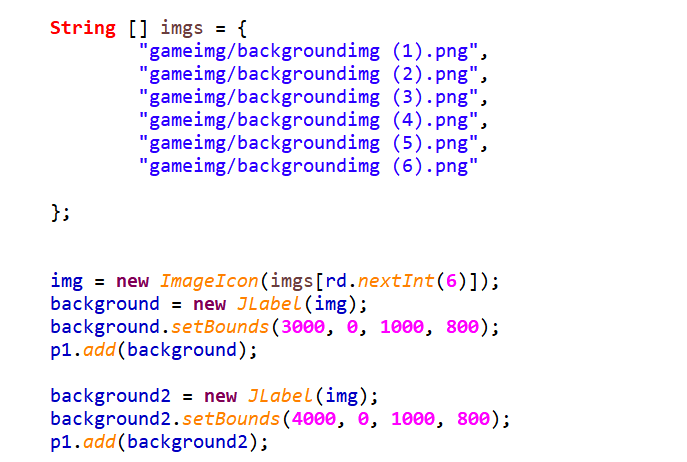 String [] imgs = {
"gameimg/backgroundimg (1).png",
"gameimg/backgroundimg (2).png",
"gameimg/backgroundimg (3).png",
"gameimg/backgroundimg (4).png",
"gameimg/backgroundimg (5).png",
"gameimg/backgroundimg (6).png"
};
img = new ImageIcon(imgs[rd.nextInt(6)]);
background = new JLabel(img);
background.setBounds(3000, 0, 1000, 800);
p1.add(background);
background2 = new JLabel(img);
background2.setBounds(4000, 0, 1000, 800);
p1.add(background2);